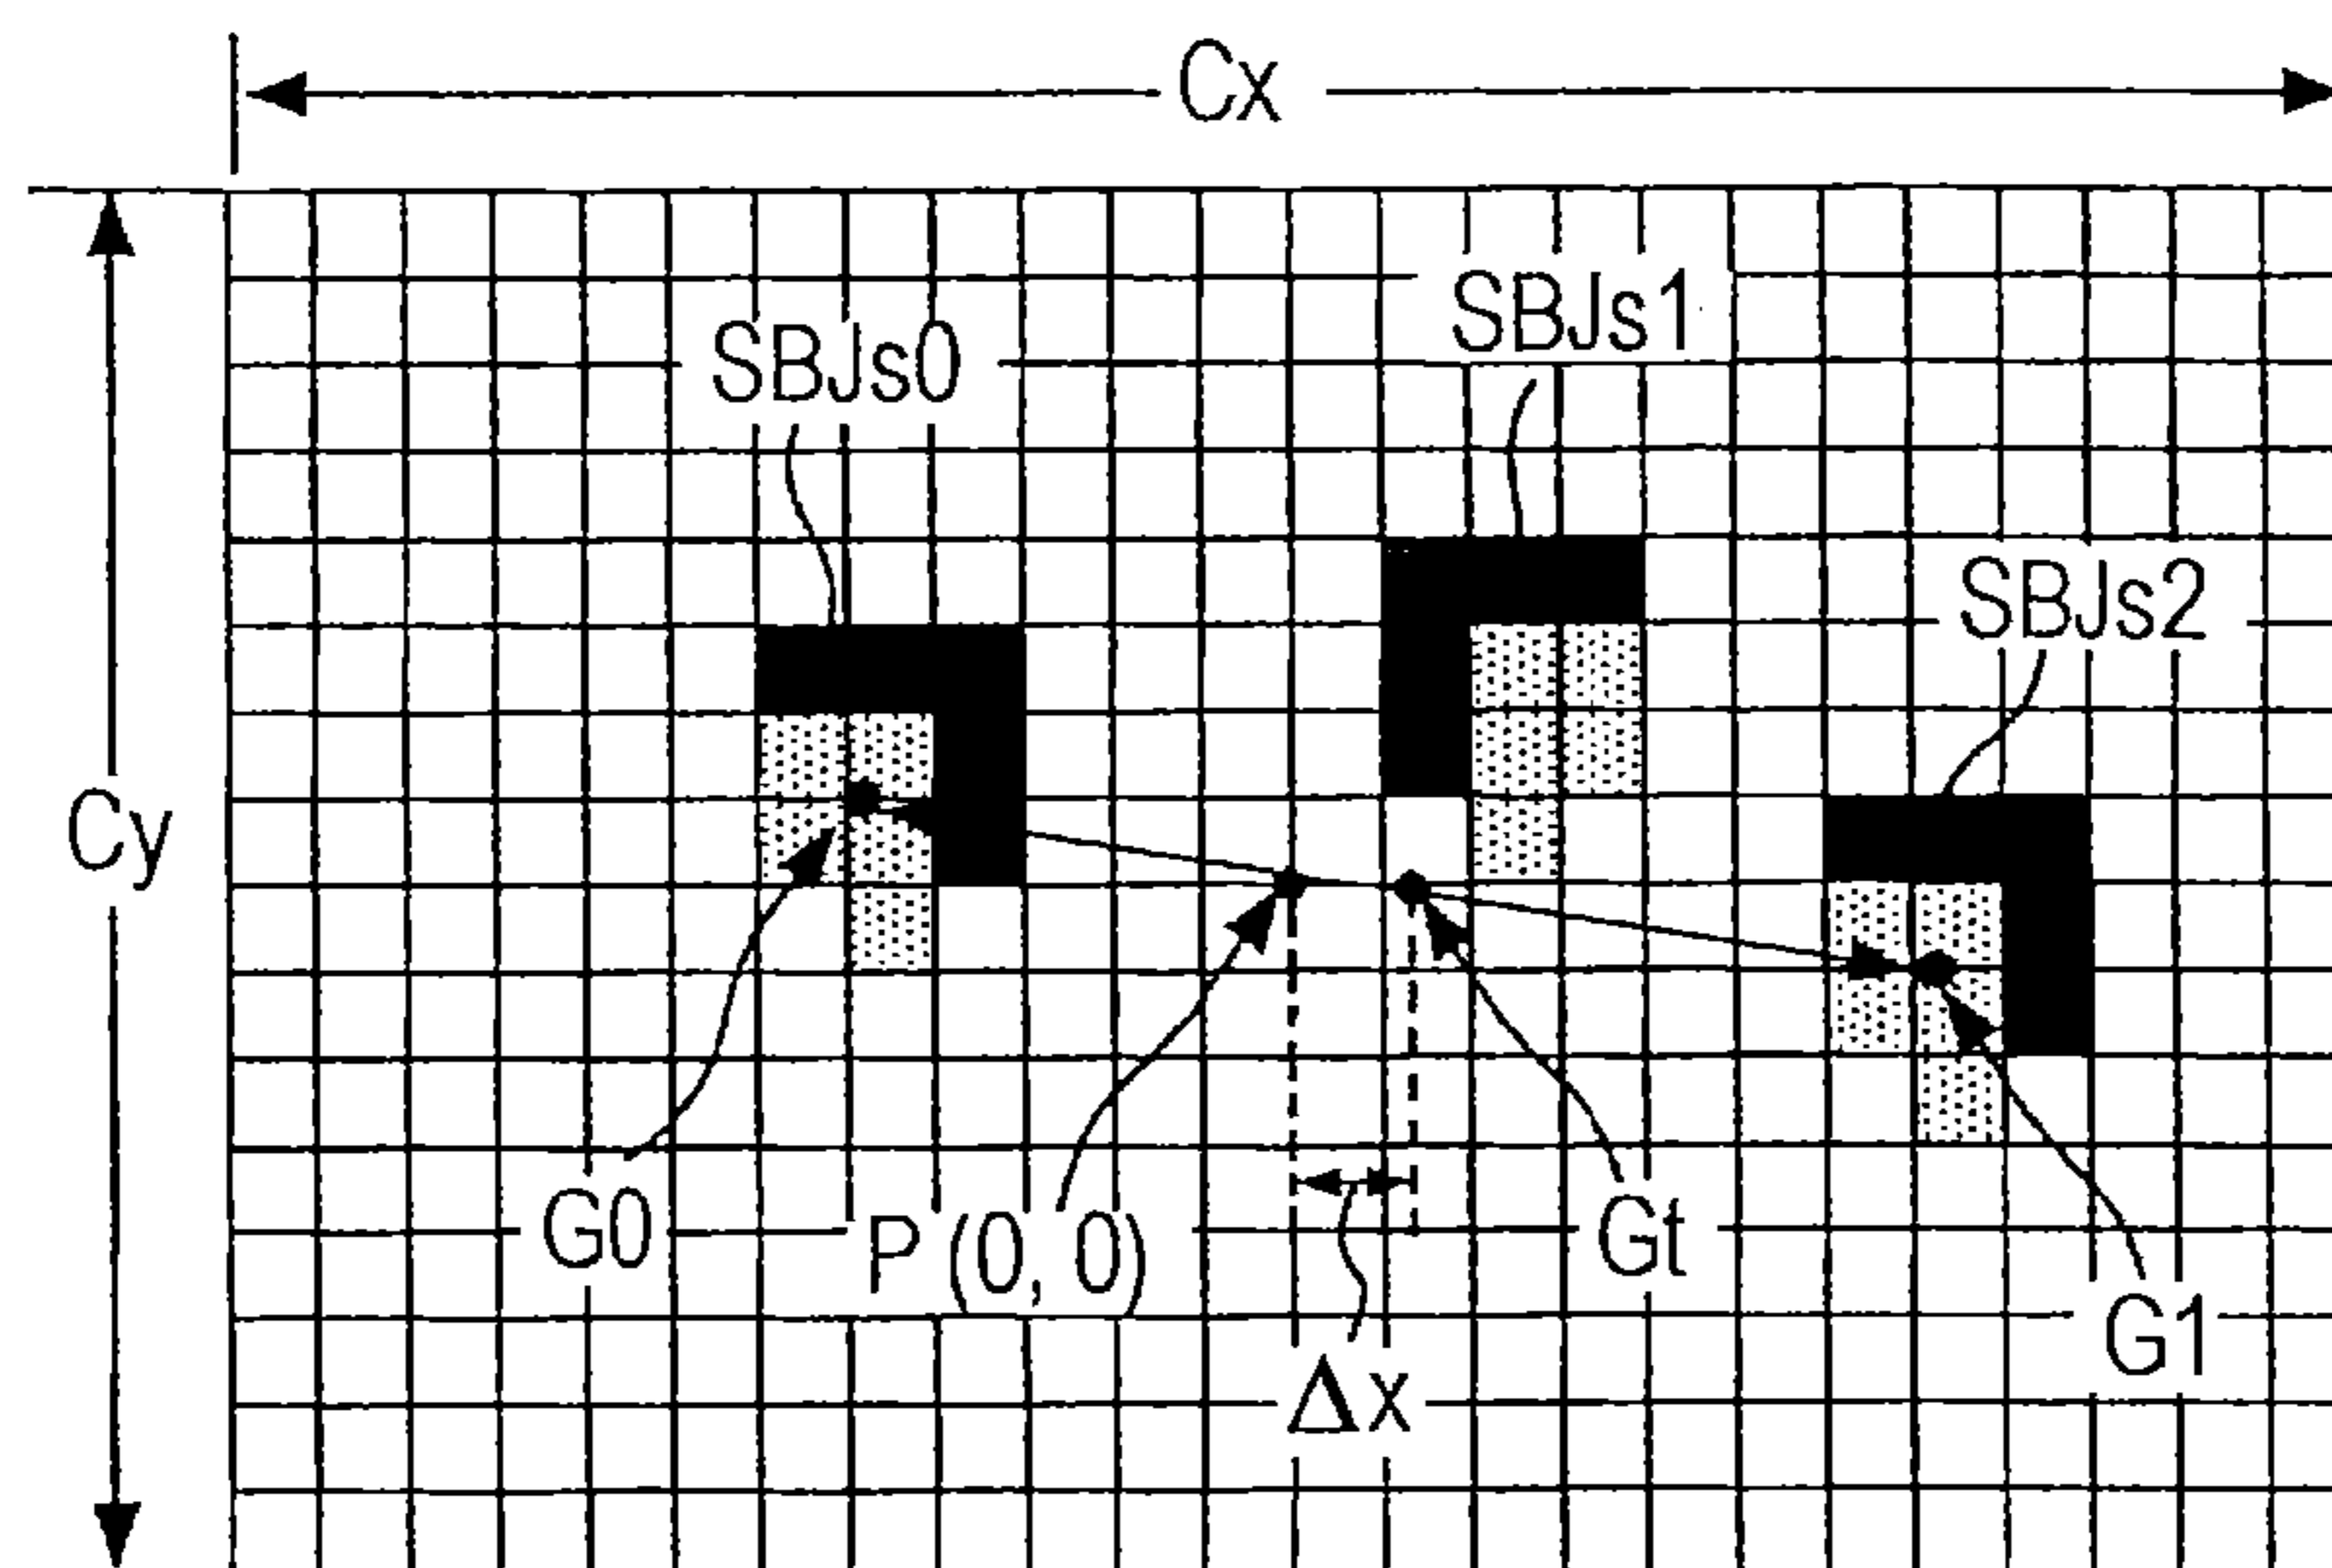 Cx
SBJs1
SBJs0
SBJs2
Cy
G0
P (0, 0)
Gt
G1
Δx